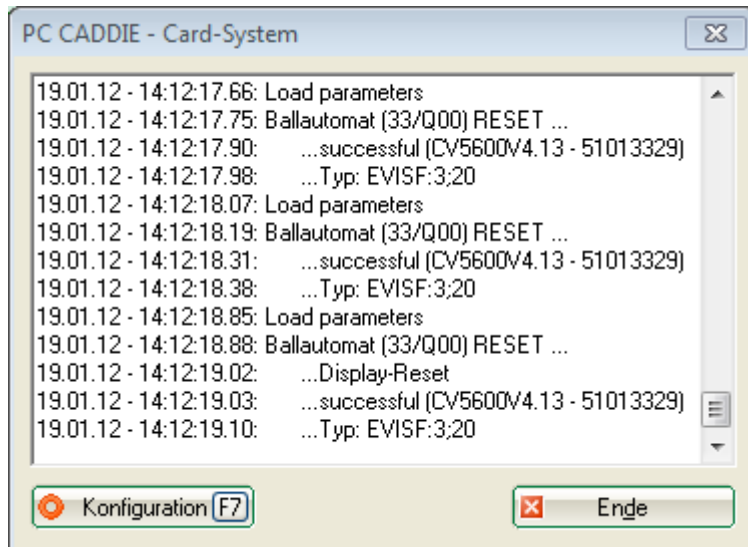 PC CADDIE - Card-System
19.01.12 - 14:12:17.66: Load parameters
19.01.12 - 14:12:17.75: Ballautomat (33/Q00) RESET ...
19.01.12 - 14:12:17.90: ...successful (CV5600V4.13 - 51013329)
19.01.12 - 14:12:17.98: ...Typ: EVISF:3;20
19.01.12 - 14:12:18.07: Load parameters
19.01.12 - 14:12:18.19: Ballautomat (33/Q00) RESET ...
19.01.12 - 14:12:18.31: ...successful (CV5600V4.13 - 51013329)
19.01.12 - 14:12:18.38: ...Typ: EVISF:3;20
19.01.12 - 14:12:18.85: Load parameters
19.01.12 - 14:12:18.88: Ballautomat (33/Q00) RESET ...
19.01.12 - 14:12:19.02: ...Display-Reset
19.01.12 - 14:12:19.03: ...successful (CV5600V4.13 - 51013329)
19.01.12 - 14:12:19.10: ...Typ: EVISF:3;20
Konfiguration F7 Ende